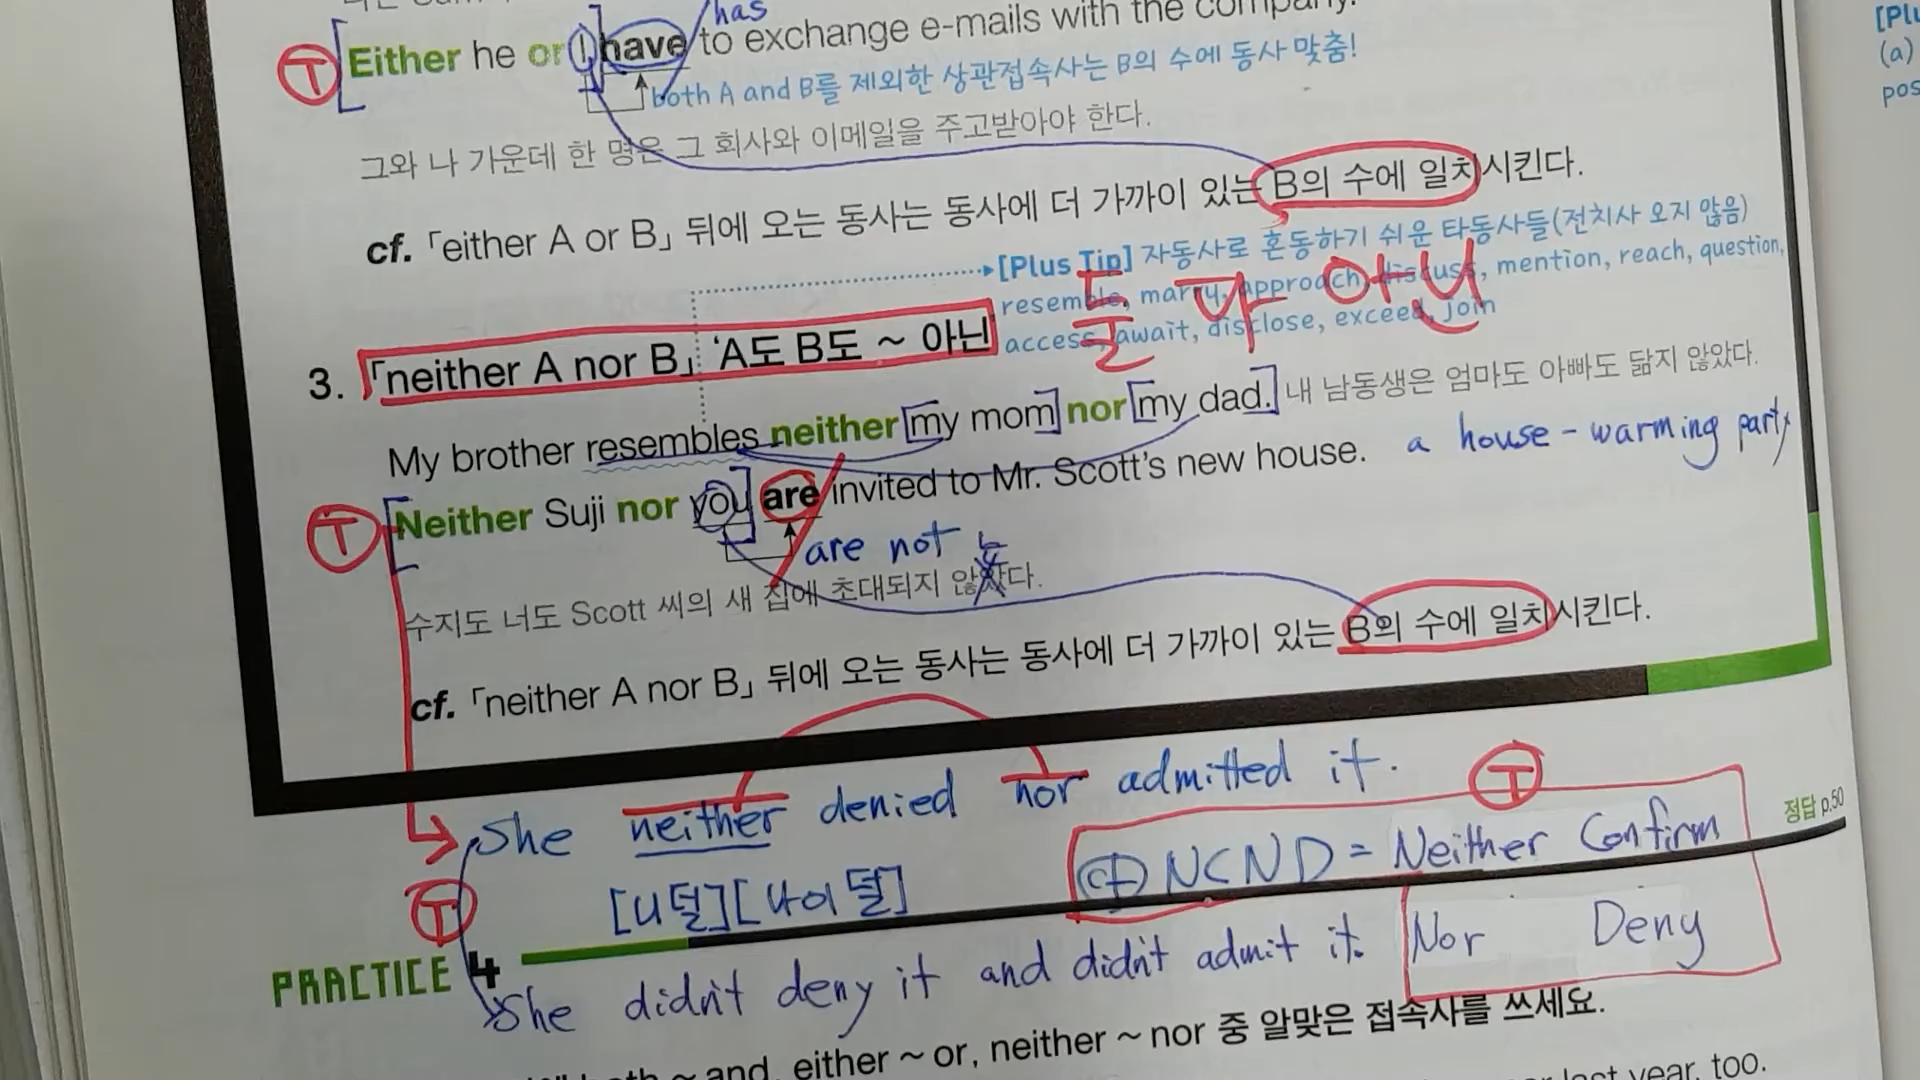 has
Ⓣ [Either he or I] have to exchange e-mails with the company.
both A and B를 제외한 상관접속사는 B의 수에 동사 맞춤!
그와 나 가운데 한 명은 그 회사와 이메일을 주고받아야 한다.
cf. 「either A or B」 뒤에 오는 동사는 동사에 더 가까이 있는 B의 수에 일치시킨다.
[Plus Tip] 자동사로 혼동하기 쉬운 타동사들(전치사 오지 않음)
resemble, marry, approach, discuss, mention, reach, question,
access, await, disclose, exceed, join
둘 다 아닌
3. 「neither A nor B」 'A도 B도 ~ 아닌
My brother resembles neither [my mom] nor [my dad.] 내 남동생은 엄마도 아빠도 닮지 않았다.
a house-warming party
Ⓣ [Neither Suji nor you] are invited to Mr. Scott's new house.
are not
수지도 너도 Scott 씨의 새 집에 초대되지 않았다.
cf. 「neither A nor B」 뒤에 오는 동사는 동사에 더 가까이 있는 B의 수에 일치시킨다.
She neither denied nor admitted it.
Ⓣ
정답 p.50
cf NCND = Neither Confirm
Nor Deny
Ⓣ [니덜][나이덜]
PRACTICE 4
She didn't deny it and didn't admit it.
both ~ and, either ~ or, neither ~ nor 중 알맞은 접속사를 쓰세요.
last year, too.
[Plu
(a)
pos